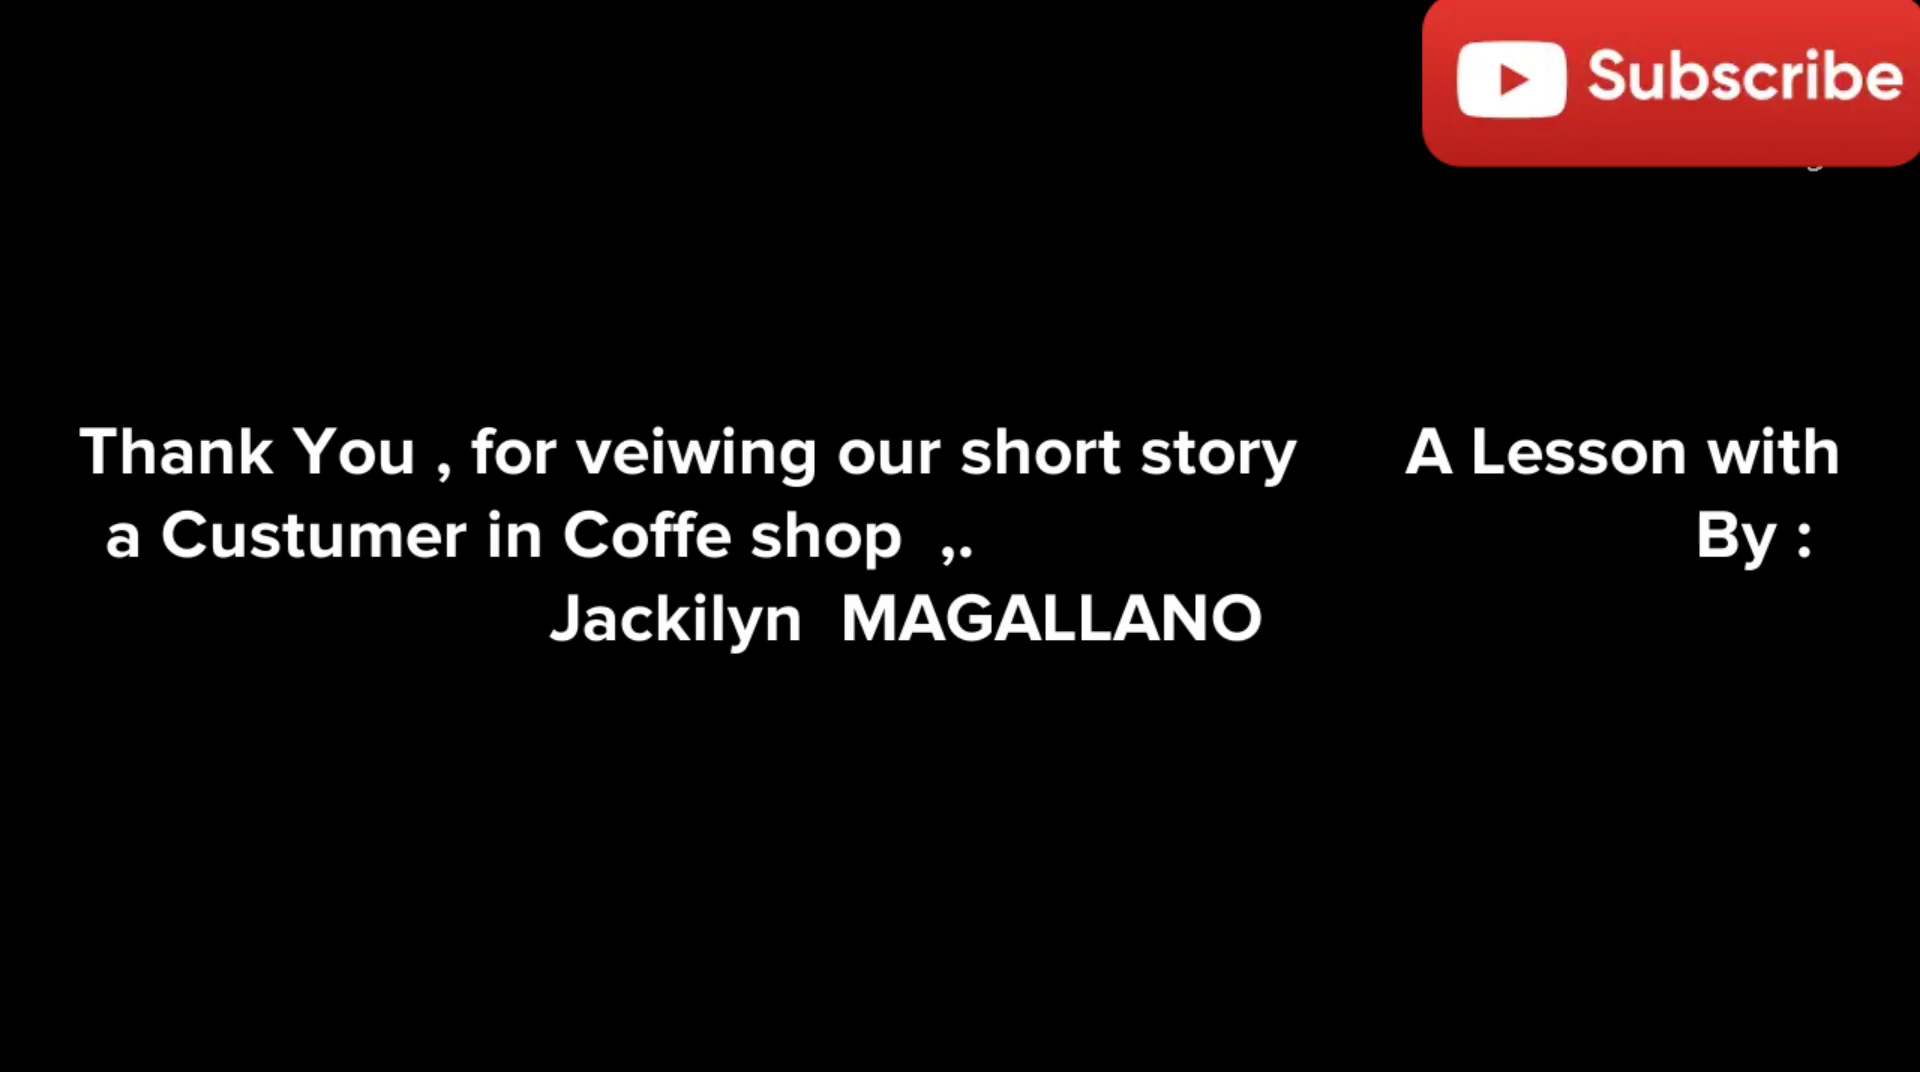 Subscribe
Thank You , for veiwing our short story A Lesson with
a Custumer in Coffe shop ,. By :
Jackilyn MAGALLANO